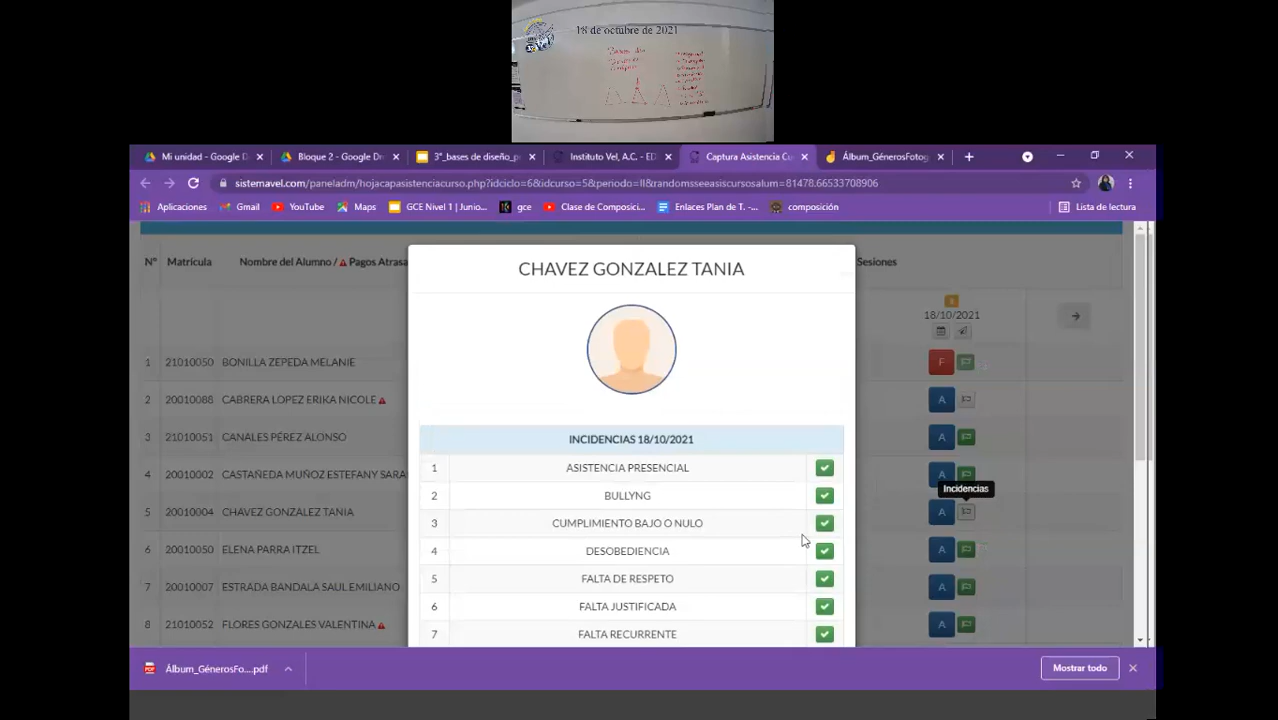 18 de octubre de 2021
Mi unidad - Google D
Bloque 2 - Google Dri
3°_bases de diseño_p
Instituto Vel, A.C. - ED
Captura Asistencia Cu
Álbum_GénerosFotog
sistemavel.com/paneladm/hojacapasistenciacurso.php?idciclo=6&idcurso=5&periodo=II&randomsseeasiscursosalum=81478.66533708906
Aplicaciones
Gmail
YouTube
Maps
GCE Nivel 1 | Junio...
gce
Clase de Composici...
Enlaces Plan de T. -...
composición
Lista de lectura
N° Matrícula Nombre del Alumno / Pagos Atrasa
Sesiones
18/10/2021
1 21010050 BONILLA ZEPEDA MELANIE F
2 20010088 CABRERA LOPEZ ERIKA NICOLE A
3 21010051 CANALES PÉREZ ALONSO A
4 20010002 CASTAÑEDA MUÑOZ ESTEFANY SARA A
Incidencias
5 20010004 CHAVEZ GONZALEZ TANIA A
6 20010050 ELENA PARRA ITZEL A
7 20010007 ESTRADA BANDALA SAUL EMILIANO A
8 21010052 FLORES GONZALES VALENTINA A
CHAVEZ GONZALEZ TANIA
INCIDENCIAS 18/10/2021
1 ASISTENCIA PRESENCIAL
2 BULLYNG
3 CUMPLIMIENTO BAJO O NULO
4 DESOBEDIENCIA
5 FALTA DE RESPETO
6 FALTA JUSTIFICADA
7 FALTA RECURRENTE
Álbum_GénerosFo....pdf
Mostrar todo